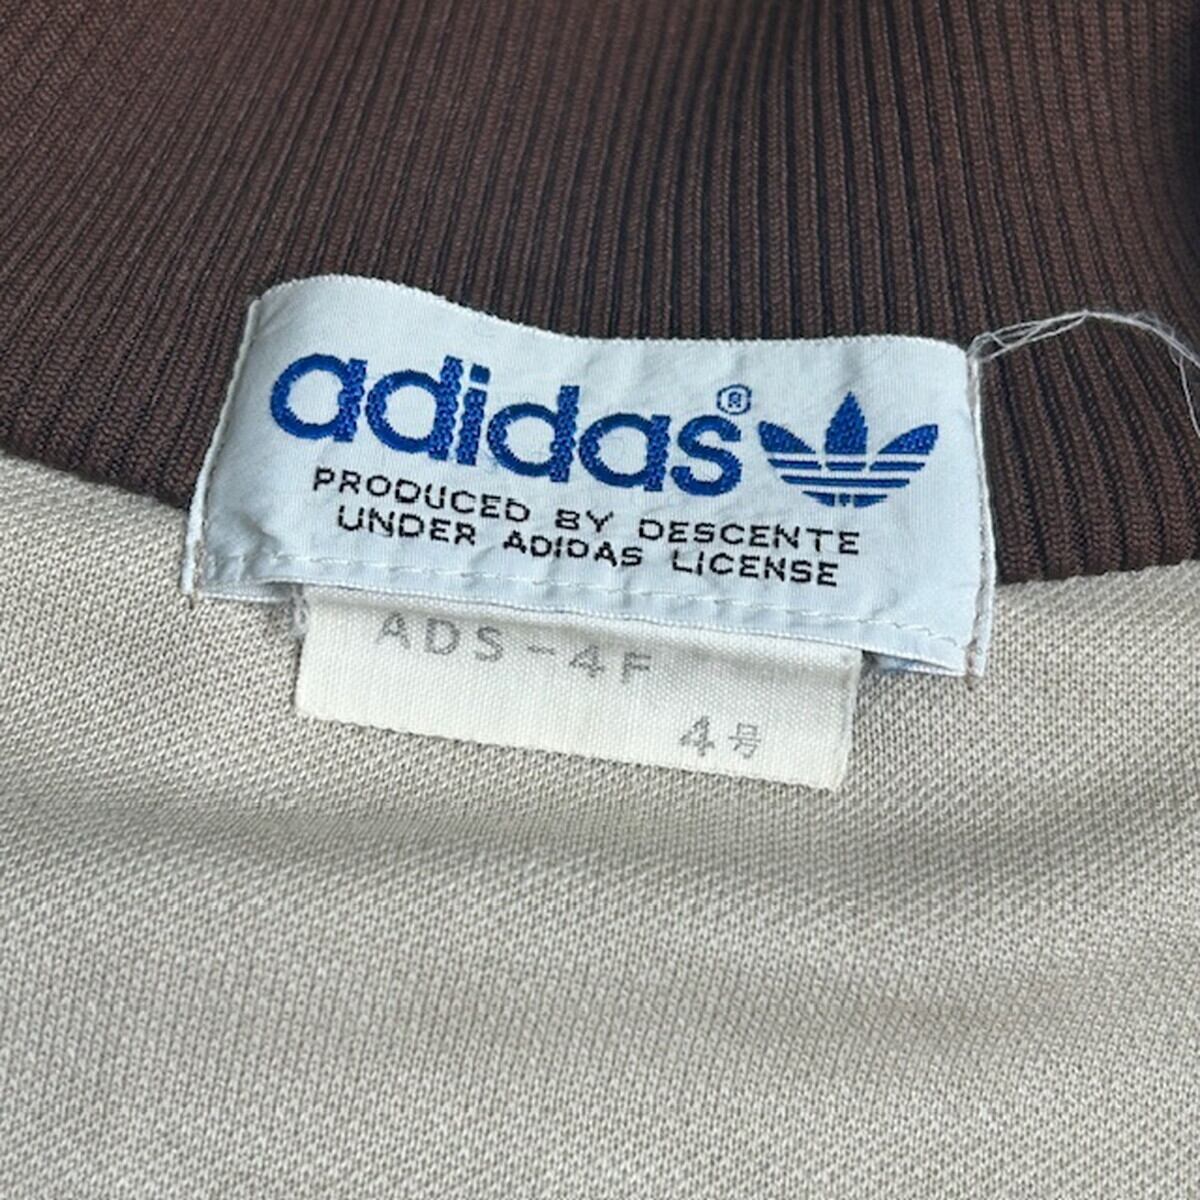 adidas®
PRODUCED BY DESCENTE
UNDER ADIDAS LICENSE
ADS-4F
4号